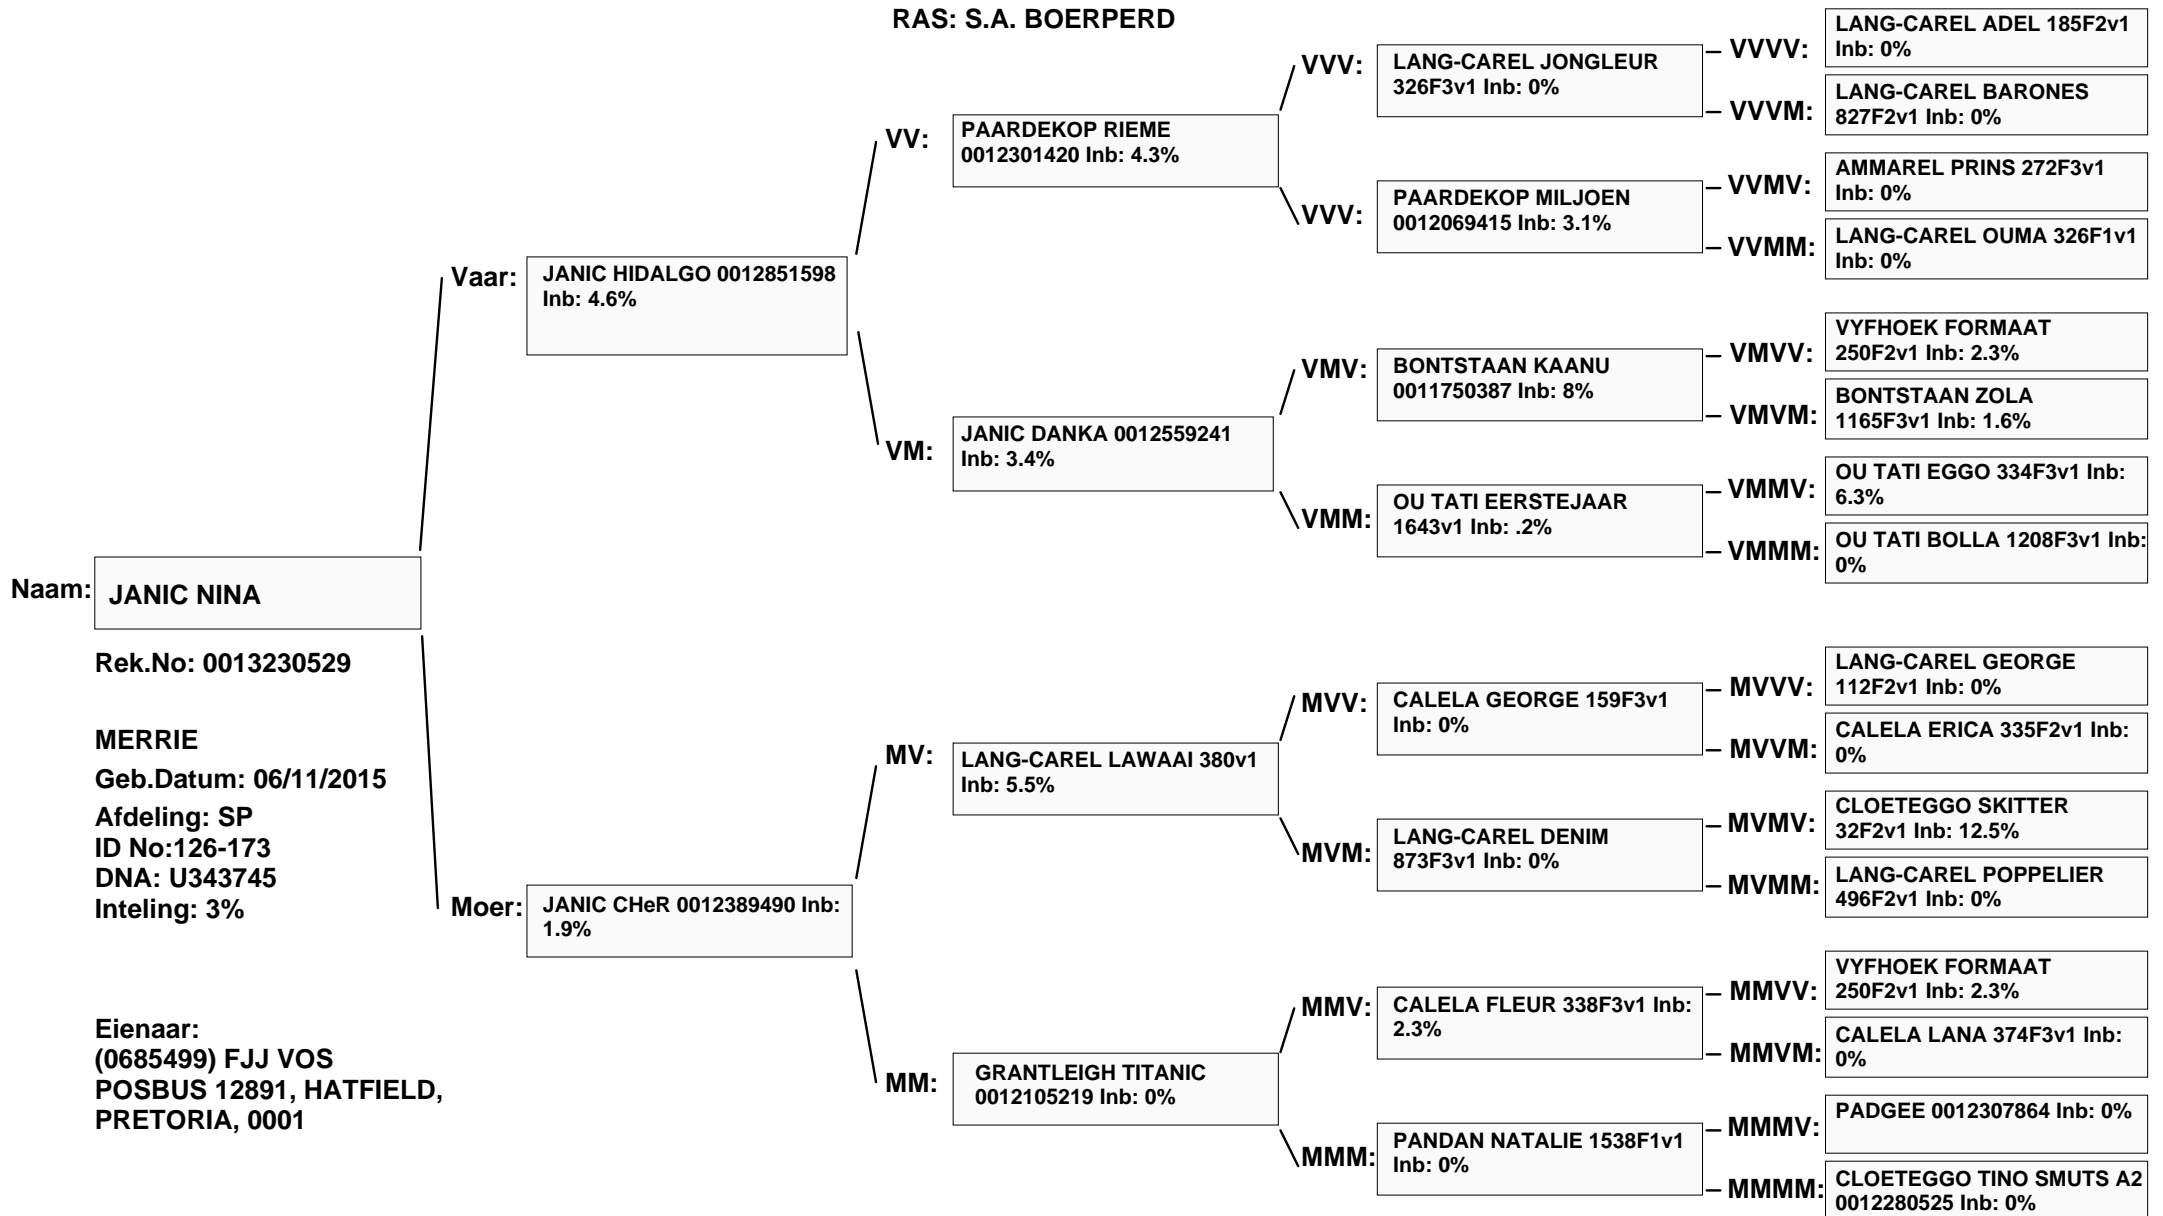 RAS: S.A. BOERPERD
Naam:
JANIC NINA
Rek.No: 0013230529
MERRIE
Geb.Datum: 06/11/2015
Afdeling: SP
ID No:126-173
DNA: U343745
Inteling: 3%
Eienaar:
(0685499) FJJ VOS
POSBUS 12891, HATFIELD,
PRETORIA, 0001
Vaar:
JANIC HIDALGO 0012851598
Inb: 4.6%
Moer:
JANIC CHeR 0012389490 Inb:
1.9%
VV:
PAARDEKOP RIEME
0012301420 Inb: 4.3%
VM:
JANIC DANKA 0012559241
Inb: 3.4%
MV:
LANG-CAREL LAWAAI 380v1
Inb: 5.5%
MM:
GRANTLEIGH TITANIC
0012105219 Inb: 0%
VVV:
LANG-CAREL JONGLEUR
326F3v1 Inb: 0%
VVV:
PAARDEKOP MILJOEN
0012069415 Inb: 3.1%
VMV:
BONTSTAAN KAANU
0011750387 Inb: 8%
VMM:
OU TATI EERSTEJAAR
1643v1 Inb: .2%
MVV:
CALELA GEORGE 159F3v1
Inb: 0%
MVM:
LANG-CAREL DENIM
873F3v1 Inb: 0%
MMV:
CALELA FLEUR 338F3v1 Inb:
2.3%
MMM:
PANDAN NATALIE 1538F1v1
Inb: 0%
VVVV:
LANG-CAREL ADEL 185F2v1
Inb: 0%
VVVM:
LANG-CAREL BARONES
827F2v1 Inb: 0%
VVMV:
AMMAREL PRINS 272F3v1
Inb: 0%
VVMM:
LANG-CAREL OUMA 326F1v1
Inb: 0%
VMVV:
VYFHOEK FORMAAT
250F2v1 Inb: 2.3%
VMVM:
BONTSTAAN ZOLA
1165F3v1 Inb: 1.6%
VMMV:
OU TATI EGGO 334F3v1 Inb:
6.3%
VMMM:
OU TATI BOLLA 1208F3v1 Inb:
0%
MVVV:
LANG-CAREL GEORGE
112F2v1 Inb: 0%
MVVM:
CALELA ERICA 335F2v1 Inb:
0%
MVMV:
CLOETEGGO SKITTER
32F2v1 Inb: 12.5%
MVMM:
LANG-CAREL POPPELIER
496F2v1 Inb: 0%
MMVV:
VYFHOEK FORMAAT
250F2v1 Inb: 2.3%
MMVM:
CALELA LANA 374F3v1 Inb:
0%
MMMV:
PADGEE 0012307864 Inb: 0%
MMMM:
CLOETEGGO TINO SMUTS A2
0012280525 Inb: 0%